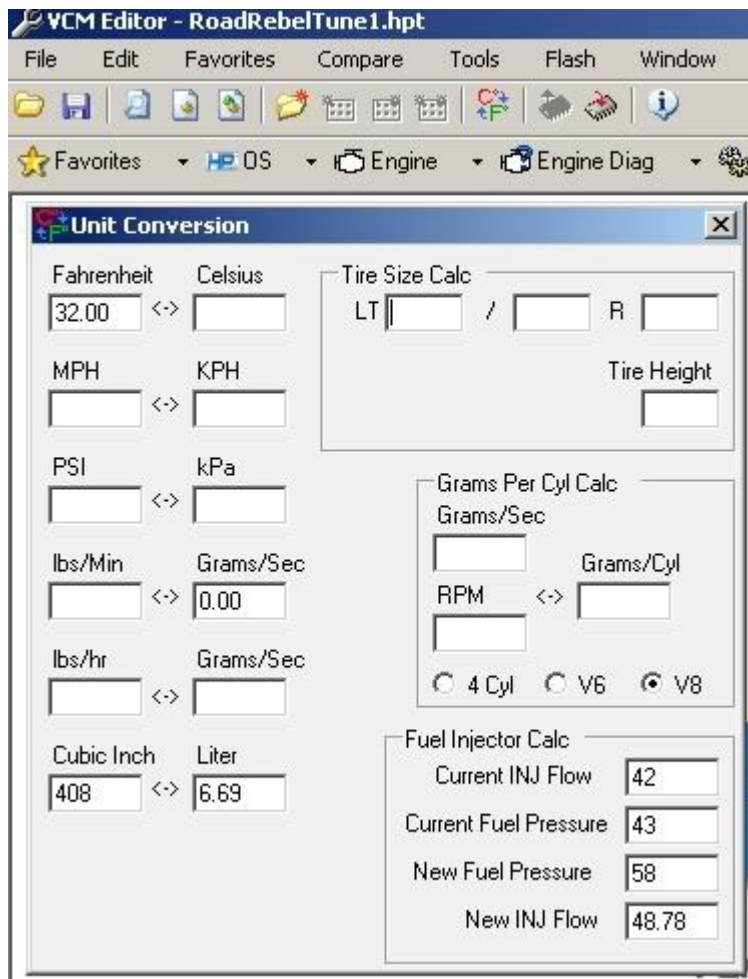 VCM Editor - RoadRebelTune1.hpt
File Edit Favorites Compare Tools Flash Window
Favorites HP OS Engine Engine Diag
Unit Conversion
Fahrenheit Celsius
32.00 <->
MPH KPH
<->
PSI kPa
<->
lbs/Min Grams/Sec
<-> 0.00
lbs/hr Grams/Sec
<->
Cubic Inch Liter
408 <-> 6.69
Tire Size Calc
LT / R
Tire Height
Grams Per Cyl Calc
Grams/Sec
Grams/Cyl
RPM <->
4 Cyl V6 V8
Fuel Injector Calc
Current INJ Flow 42
Current Fuel Pressure 43
New Fuel Pressure 58
New INJ Flow 48.78